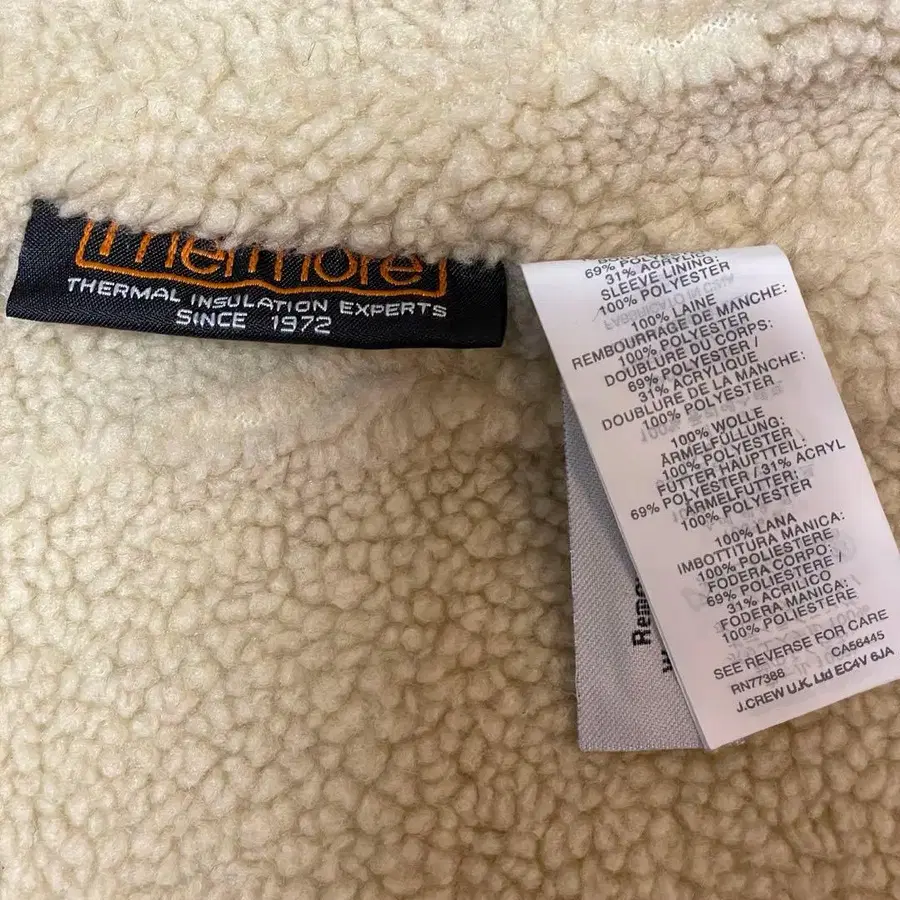 Thermore
THERMAL INSULATION EXPERTS
SINCE 1972
69% POLYESTER /
31% ACRYLIC
SLEEVE LINING:
100% POLYESTER
100% LAINE
REMBOURRAGE DE MANCHE:
100% POLYESTER
DOUBLURE DU CORPS:
69% POLYESTER /
31% ACRYLIQUE
DOUBLURE DE LA MANCHE:
100% POLYESTER
100% WOLLE
ÄRMELFÜLLUNG:
100% POLYESTER
FUTTER HAUPTTEIL:
69% POLYESTER / 31% ACRYL
ÄRMELFUTTER:
100% POLYESTER
100% LANA
IMBOTTITURA MANICA:
100% POLIESTERE
FODERA CORPO:
69% POLIESTERE /
31% ACRILICO
FODERA MANICA:
100% POLIESTERE
SEE REVERSE FOR CARE
RN77388 CA56445
J.CREW U.K. Ltd EC4V 6JA